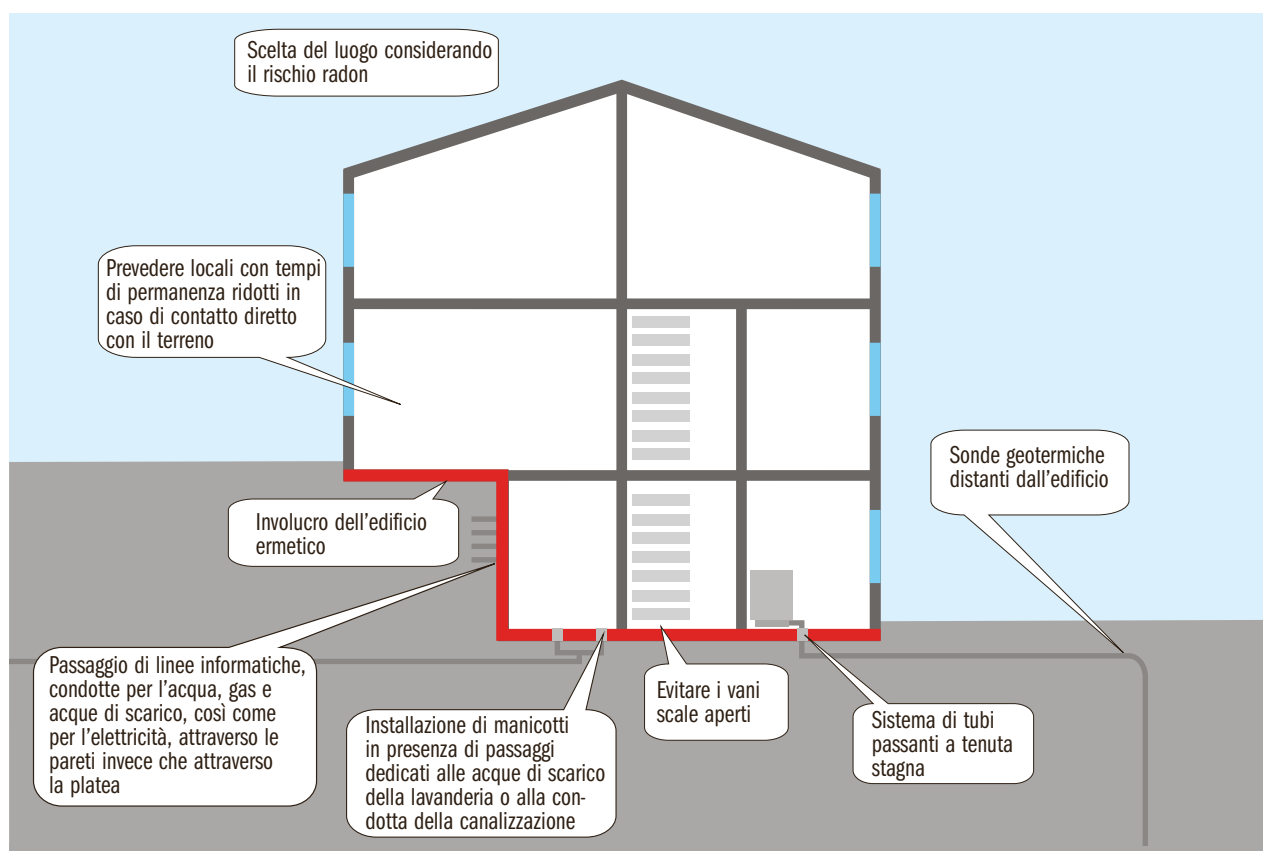 Scelta del luogo considerando
il rischio radon
Prevedere locali con tempi
di permanenza ridotti in
caso di contatto diretto
con il terreno
Sonde geotermiche
distanti dall'edificio
Involucro dell'edificio
ermetico
Passaggio di linee informatiche,
condotte per l'acqua, gas e
acque di scarico, così come
per l'elettricità, attraverso le
pareti invece che attraverso
la platea
Installazione di manicotti
in presenza di passaggi
dedicati alle acque di scarico
della lavanderia o alla con-
dotta della canalizzazione
Evitare i vani
scale aperti
Sistema di tubi
passanti a tenuta
stagna